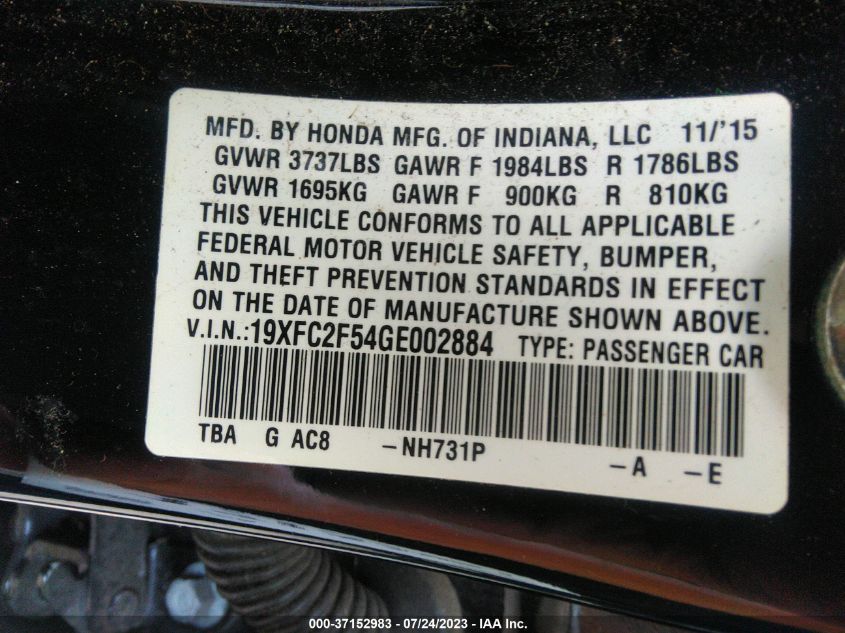 MFD. BY HONDA MFG. OF INDIANA, LLC 11/'15
GVWR 3737LBS GAWR F 1984LBS R 1786LBS
GVWR 1695KG GAWR F 900KG R 810KG
THIS VEHICLE CONFORMS TO ALL APPLICABLE
FEDERAL MOTOR VEHICLE SAFETY, BUMPER,
AND THEFT PREVENTION STANDARDS IN EFFECT
ON THE DATE OF MANUFACTURE SHOWN ABOVE.
V.I.N.:19XFC2F54GE002884 TYPE: PASSENGER CAR
TBA G AC8 -NH731P -A -E
000-37152983 - 07/24/2023 - IAA Inc.